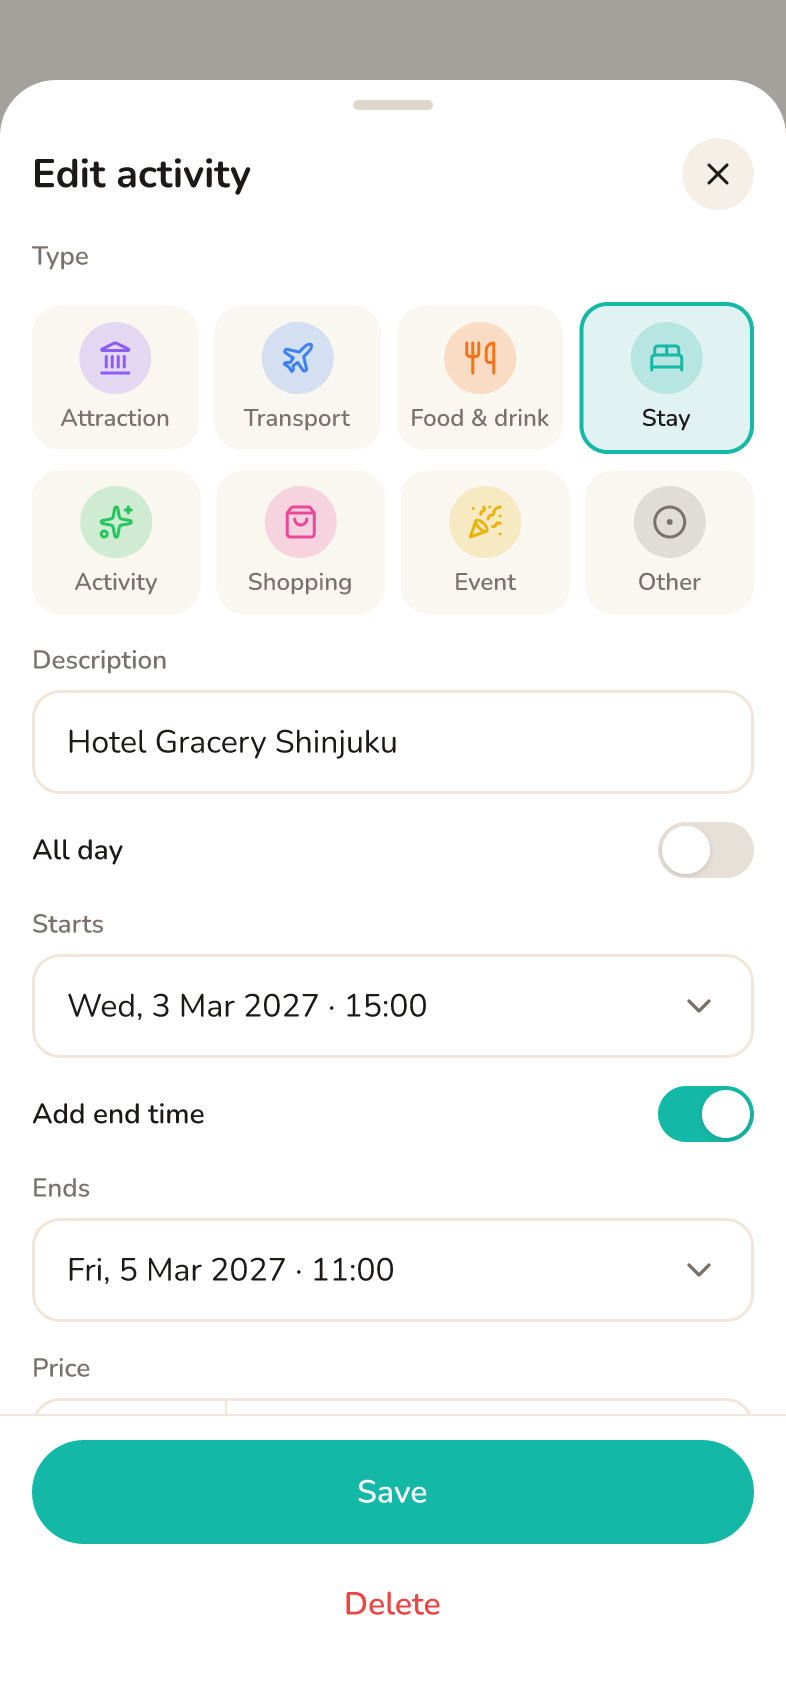 Edit activity
Type
Attraction
Transport
Food & drink
Stay
Activity
Shopping
Event
Other
Description
Hotel Gracery Shinjuku
All day
Starts
Wed, 3 Mar 2027 · 15:00
Add end time
Ends
Fri, 5 Mar 2027 · 11:00
Price
Save
Delete